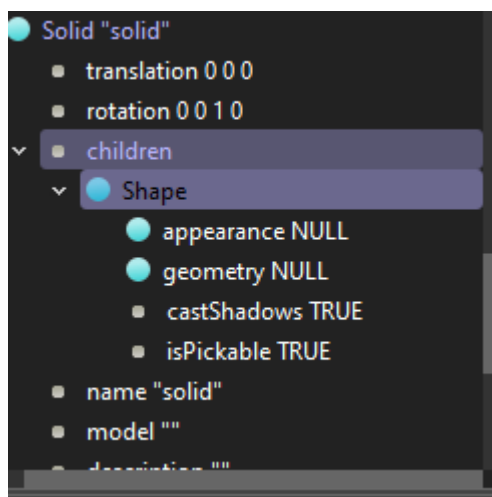 Solid "solid"
translation 0 0 0
rotation 0 0 1 0
children
Shape
appearance NULL
geometry NULL
castShadows TRUE
isPickable TRUE
name "solid"
model ""
description ""